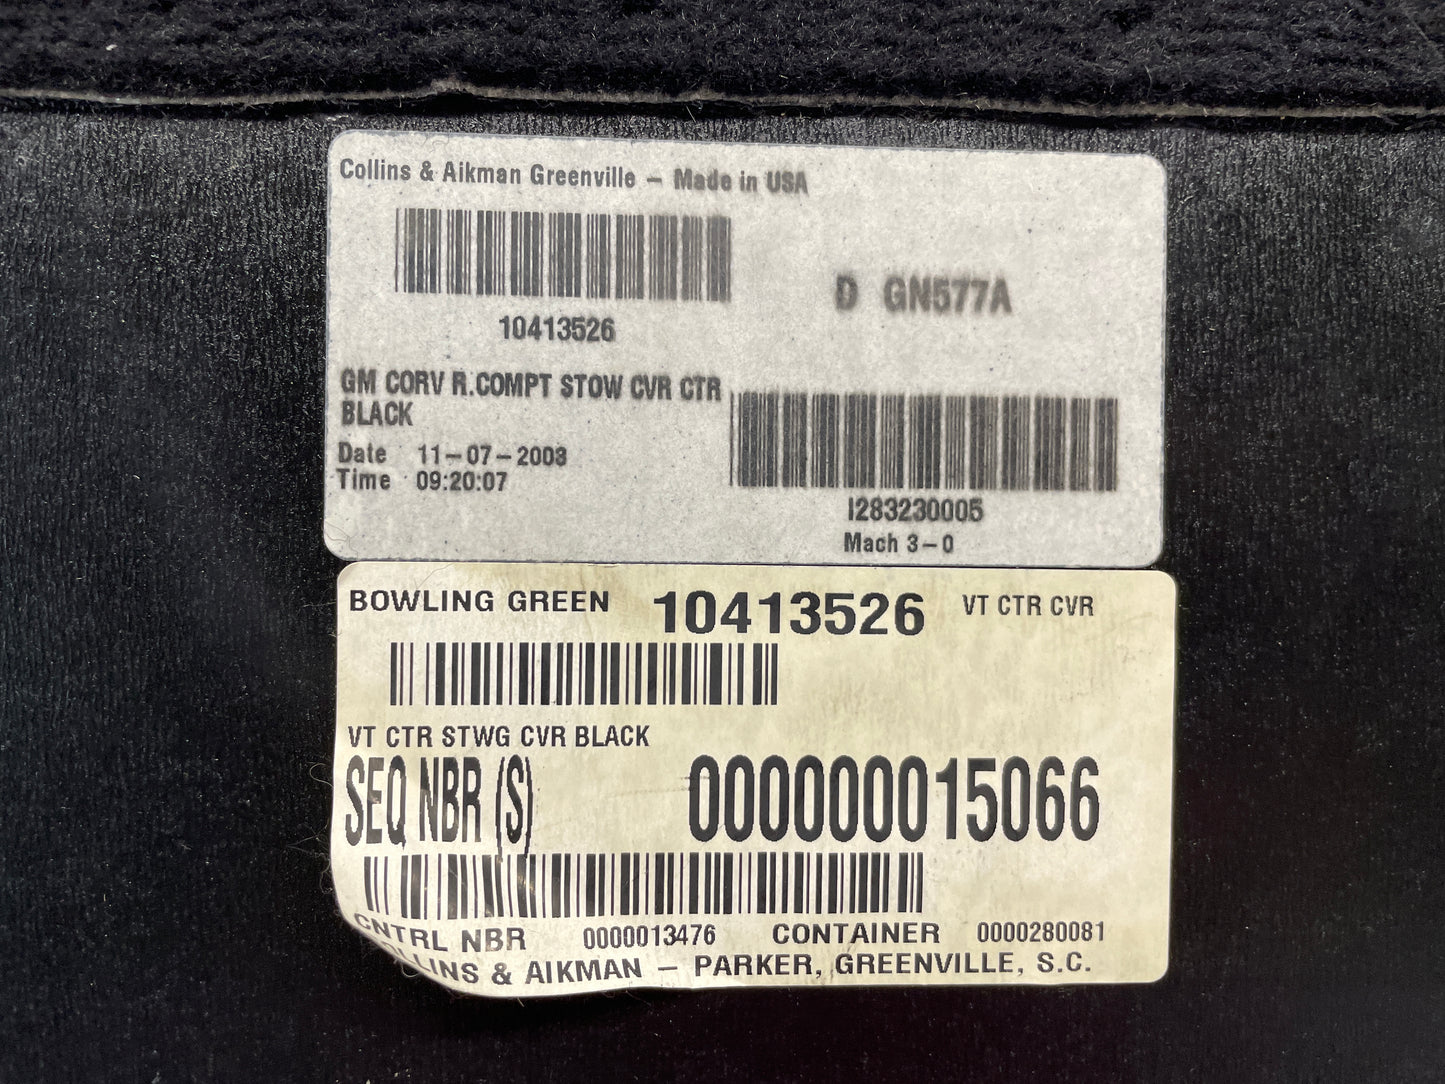 Collins & Aikman Greenville – Made in USA
10413526
D GN577A
GM CORV R.COMPT STOW CVR CTR
BLACK
Date 11-07-2003
Time 09:20:07
I283230005
Mach 3-0
BOWLING GREEN 10413526 VT CTR CVR
VT CTR STWG CVR BLACK
SEQ NBR (S) 000000015066
CNTRL NBR 0000013476 CONTAINER 0000280081
COLLINS & AIKMAN – PARKER, GREENVILLE, S.C.